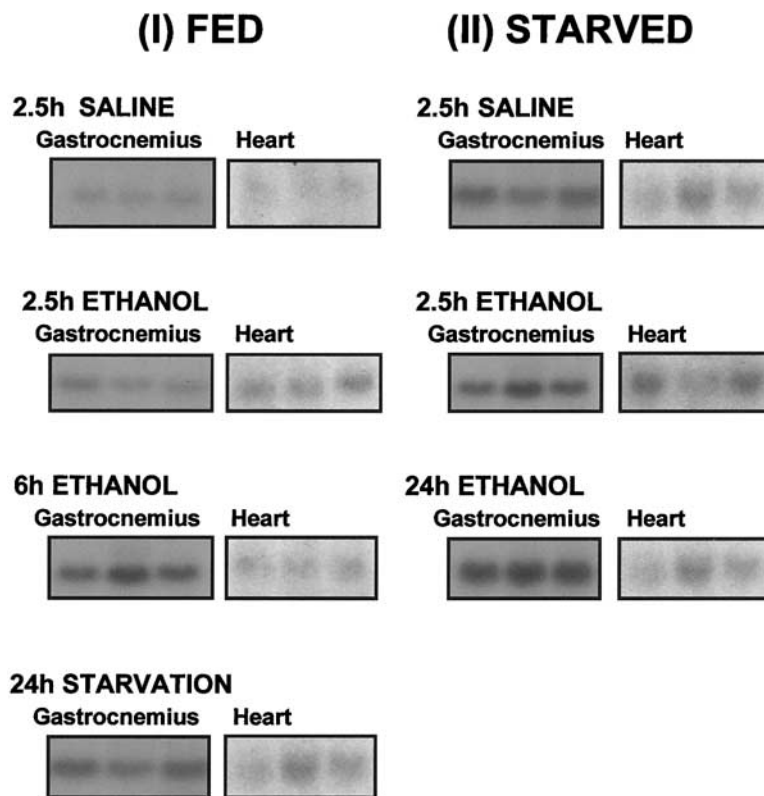 (I) FED
(II) STARVED
2.5h SALINE
Gastrocnemius Heart
2.5h SALINE
Gastrocnemius Heart
2.5h ETHANOL
Gastrocnemius Heart
2.5h ETHANOL
Gastrocnemius Heart
6h ETHANOL
Gastrocnemius Heart
24h ETHANOL
Gastrocnemius Heart
24h STARVATION
Gastrocnemius Heart